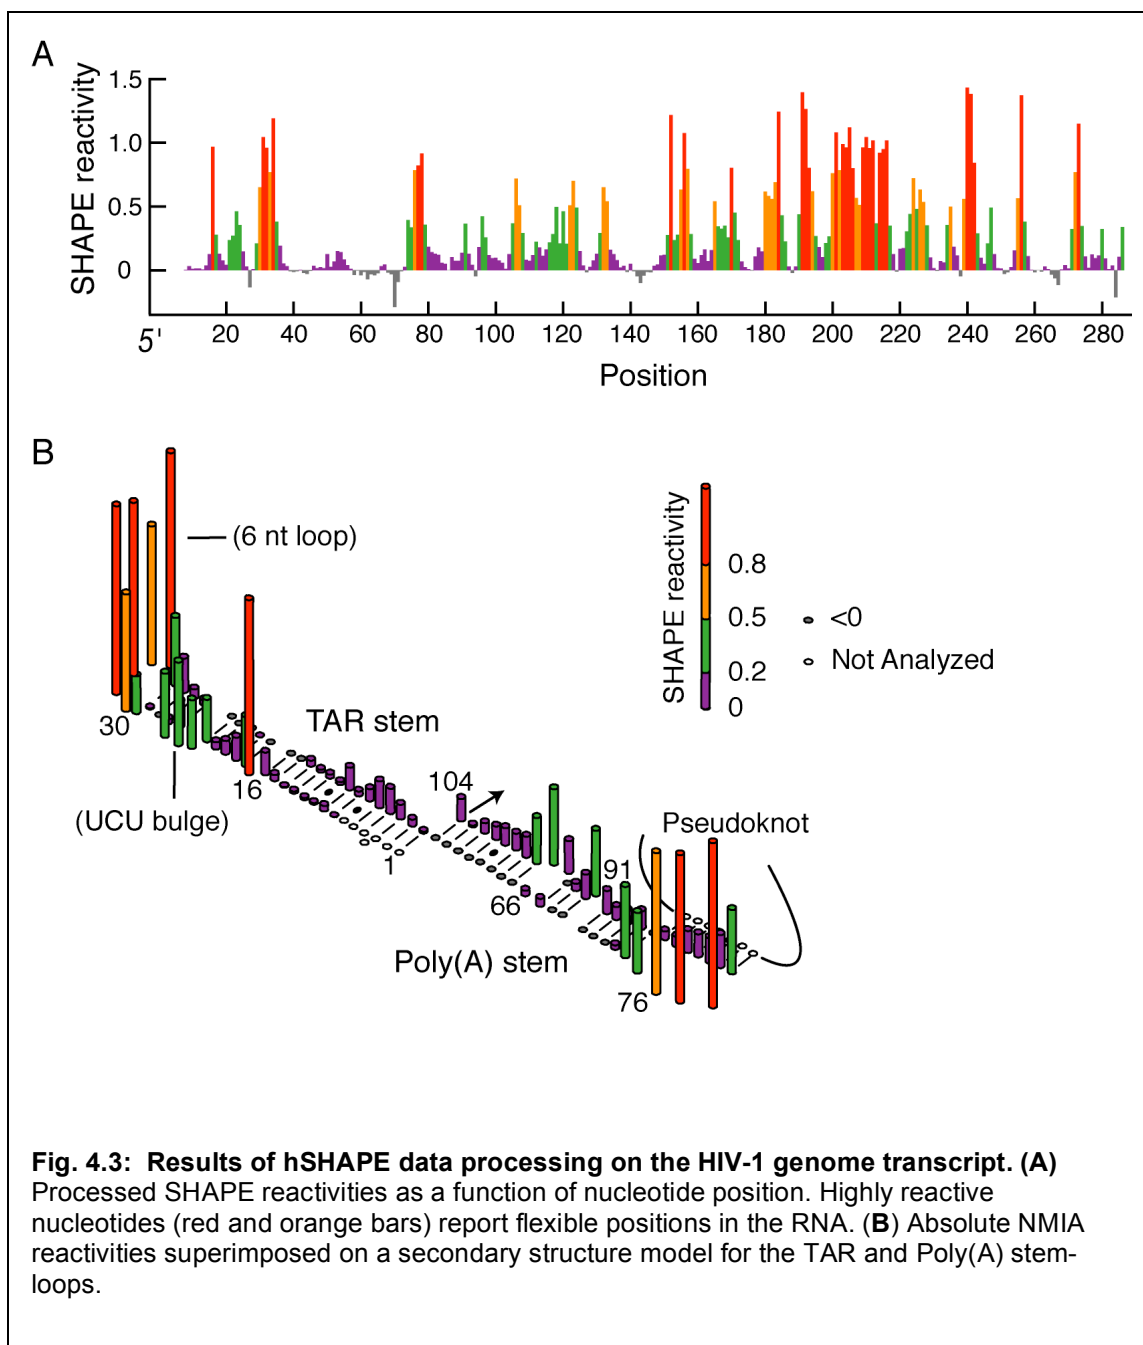 A
SHAPE reactivity
1.5
1.0
0.5
0
5'
20 40 60 80 100 120 140 160 180 200 220 240 260 280
Position
B
(6 nt loop)
30
TAR stem
16
(UCU bulge)
1
104
66
91
Poly(A) stem
76
Pseudoknot
SHAPE reactivity
0.8
0.5
0.2
0
<0
Not Analyzed
Fig. 4.3:  Results of hSHAPE data processing on the HIV-1 genome transcript. (A)
Processed SHAPE reactivities as a function of nucleotide position. Highly reactive
nucleotides (red and orange bars) report flexible positions in the RNA. (B) Absolute NMIA
reactivities superimposed on a secondary structure model for the TAR and Poly(A) stem-
loops.